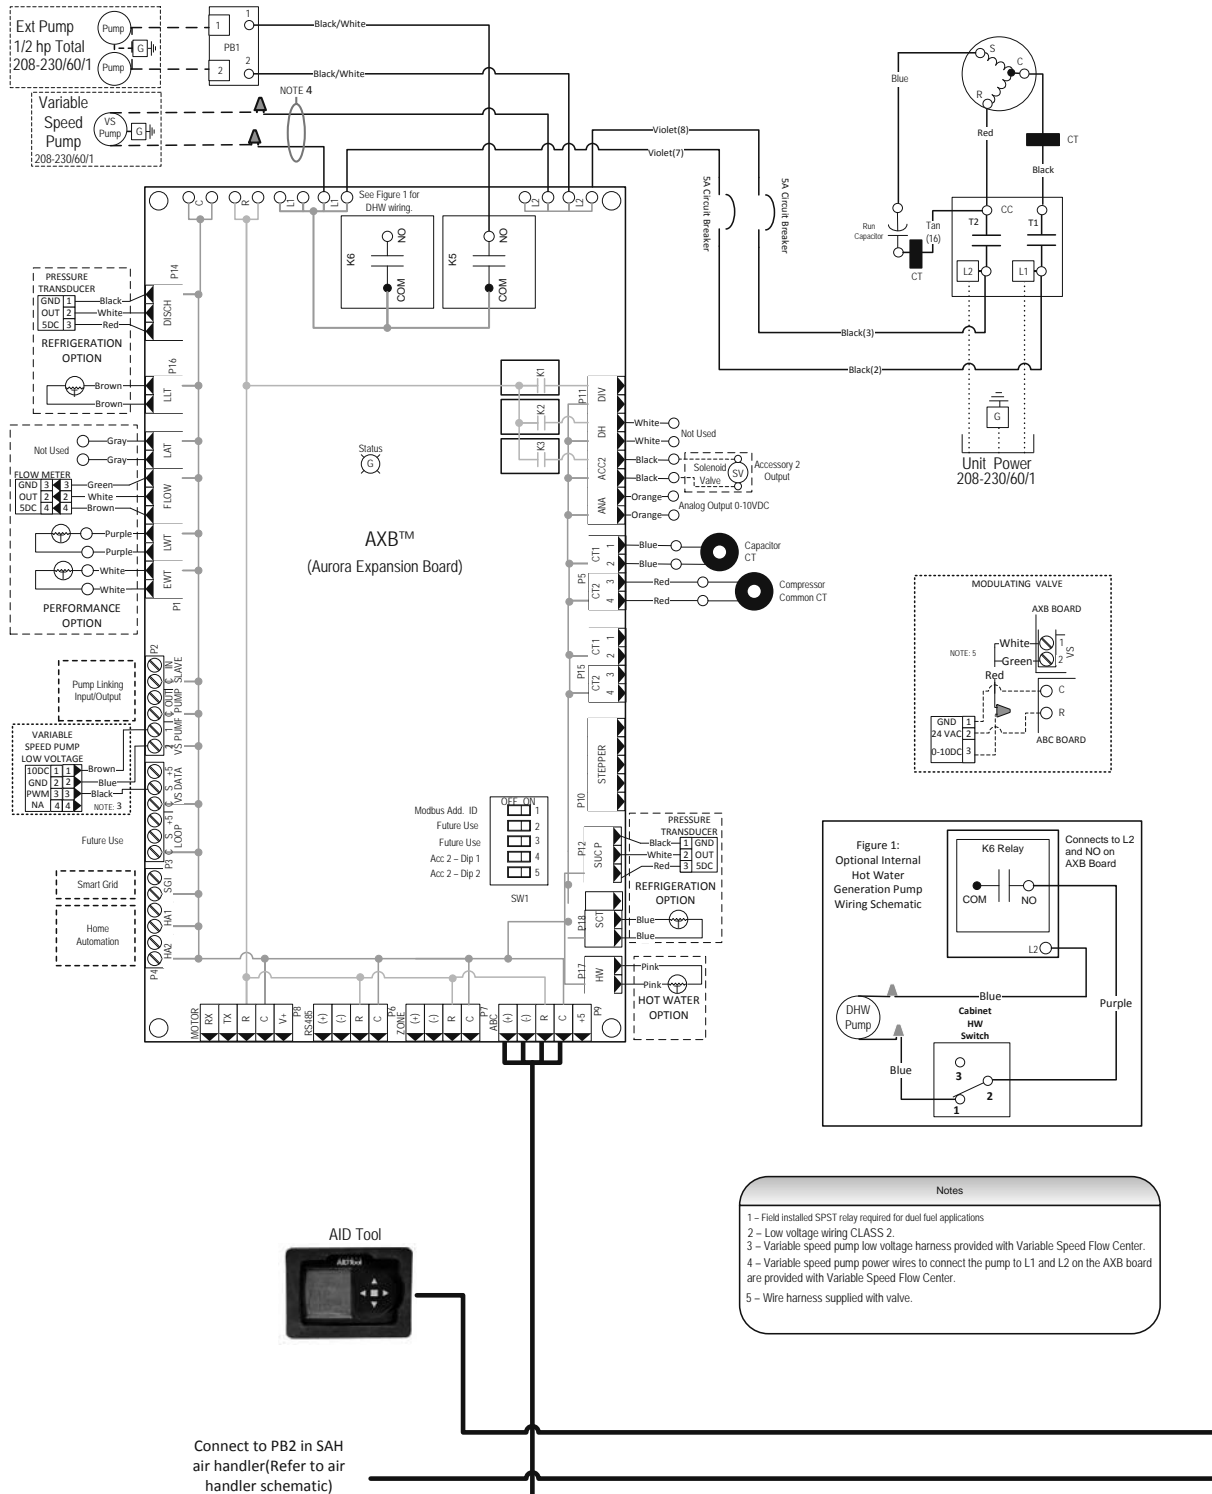 Ext Pump
1/2 hp Total
208-230/60/1
Pump
G
Pump
1
2
PB1
1
2
Black/White
Black/White
NOTE 4
Variable
Speed
Pump
208-230/60/1
VS
Pump
G
Violet(8)
Violet(7)
5A Circuit Breaker
5A Circuit Breaker
Blue
S
C
R
Red
CT
Black
Run
Capacitor
Tan
(16)
CT
CC
T2
T1
L2
L1
Black(3)
Black(2)
G
Unit Power
208-230/60/1
C
R
L1
L1
See Figure 1 for
DHW wiring.
L2
L2
K6
NO
COM
K5
NO
COM
PRESSURE
TRANSDUCER
GND 1 Black
OUT 2 White
5DC 3 Red
REFRIGERATION
OPTION
Brown
Brown
P14
DISCH
P16
LLT
Not Used
Gray
Gray
LAT
FLOW METER
GND 3 3 Green
OUT 2 2 White
5DC 4 4 Brown
FLOW
Purple
Purple
LWT
White
White
EWT
P1
PERFORMANCE
OPTION
Status
G
AXB™
(Aurora Expansion Board)
K1
K2
K3
P11
DIV
DH
ACC2
ANA
White
White
Not Used
Black
Black
Solenoid
Valve
SV
Accessory 2
Output
Orange
Orange
Analog Output 0-10VDC
P5
CT1
1
2
CT2
3
4
Blue
Blue
Capacitor
CT
Red
Red
Compressor
Common CT
P15
CT1
1
2
CT2
3
4
STEPPER
P10
MODULATING VALVE
AXB BOARD
White
Green
1
2
VS
NOTE: 5
Red
C
R
ABC BOARD
GND 1
24 VAC 2
0-10DC 3
P2
Pump Linking
Input/Output
IN
C
SLAVE
OUT
C
PUMP
1
2
VS PUMP
VARIABLE
SPEED PUMP
LOW VOLTAGE
10DC 1 1 Brown
GND 2 2 Blue
PWM 3 3 Black
NA 4 4 NOTE: 3
+5
S
C
VS DATA
Future Use
+5
S
C
LOOP
P3
Smart Grid
SGI
Home
Automation
HA1
HA2
P4
OFF ON
Modbus Add. ID 1
Future Use 2
Future Use 3
Acc 2 – Dip 1 4
Acc 2 – Dip 2 5
SW1
P12
SUC P
PRESSURE
TRANSDUCER
Black 1 GND
White 2 OUT
Red 3 5DC
REFRIGERATION
OPTION
P18
SCT
Blue
Blue
P17
HW
Pink
Pink
HOT WATER
OPTION
MOTOR
RX
TX
R
C
V+
P8
RS485
(+)
(-)
R
C
P6
ZONE
(+)
(-)
R
C
P7
ABC
(+)
(-)
R
C
+5
P9
Figure 1:
Optional Internal
Hot Water
Generation Pump
Wiring Schematic
K6 Relay
COM
NO
Connects to L2
and NO on
AXB Board
L2
Blue
Purple
DHW
Pump
Cabinet
HW
Switch
Blue
3
2
1
Notes
1 – Field installed SPST relay required for duel fuel applications
2 – Low voltage wiring CLASS 2.
3 – Variable speed pump low voltage harness provided with Variable Speed Flow Center.
4 – Variable speed pump power wires to connect the pump to L1 and L2 on the AXB board
are provided with Variable Speed Flow Center.
5 – Wire harness supplied with valve.
AID Tool
AID Tool
Connect to PB2 in SAH
air handler(Refer to air
handler schematic)